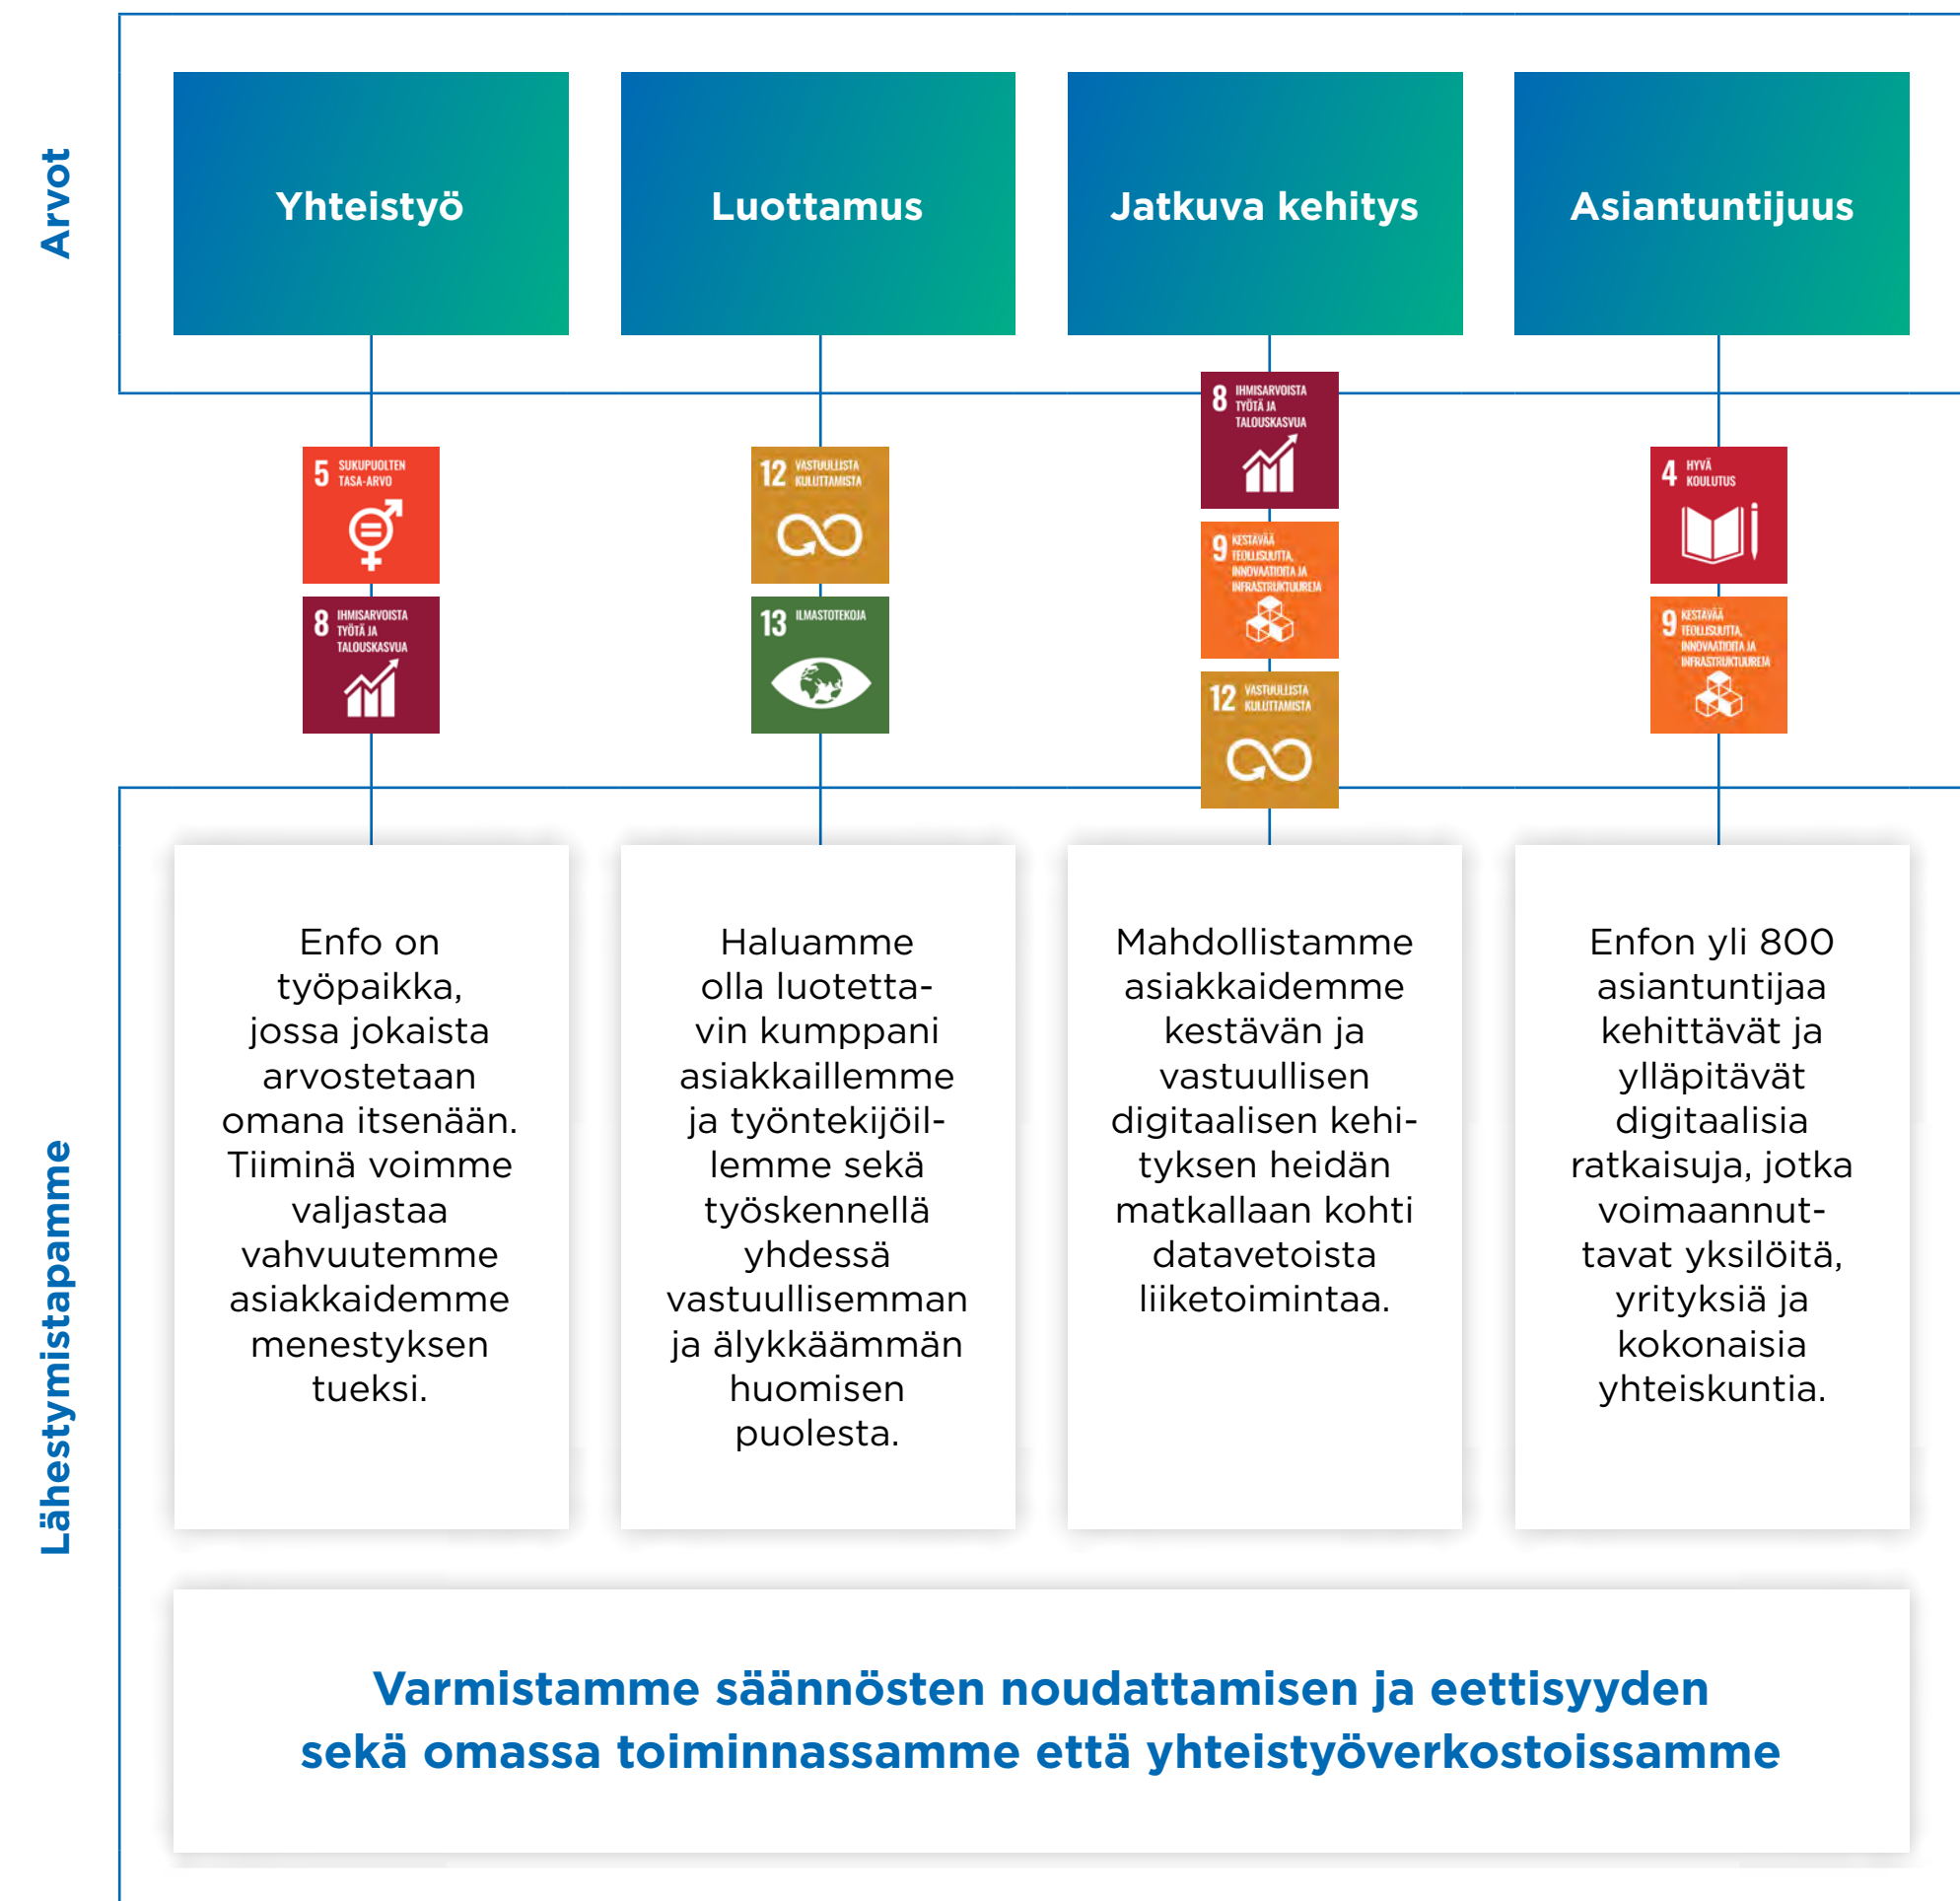 Arvot
Yhteistyö
Luottamus
Jatkuva kehitys
Asiantuntijuus
5 SUKUPUOLTEN
TASA-ARVO
8 IHMISARVOISTA
TYÖTÄ JA
TALOUSKASVUA
12 VASTUULLISTA
KULUTTAMISTA
13 ILMASTOTEKOJA
8 IHMISARVOISTA
TYÖTÄ JA
TALOUSKASVUA
9 KESTÄVÄÄ
TEOLLISUUTTA,
INNOVAATIOITA JA
INFRASTRUKTUUREJA
12 VASTUULLISTA
KULUTTAMISTA
4 HYVÄ
KOULUTUS
9 KESTÄVÄÄ
TEOLLISUUTTA,
INNOVAATIOITA JA
INFRASTRUKTUUREJA
Lähestymistapamme
Enfo on
työpaikka,
jossa jokaista
arvostetaan
omana itsenään.
Tiiminä voimme
valjastaa
vahvuutemme
asiakkaidemme
menestyksen
tueksi.
Haluamme
olla luotetta-
vin kumppani
asiakkaillemme
ja työntekijöil-
lemme sekä
työskennellä
yhdessä
vastuullisemman
ja älykkäämmän
huomisen
puolesta.
Mahdollistamme
asiakkaidemme
kestävän ja
vastuullisen
digitaalisen kehi-
tyksen heidän
matkallaan kohti
datavetoista
liiketoimintaa.
Enfon yli 800
asiantuntijaa
kehittävät ja
ylläpitävät
digitaalisia
ratkaisuja, jotka
voimaannut-
tavat yksilöitä,
yrityksiä ja
kokonaisia
yhteiskuntia.
Varmistamme säännösten noudattamisen ja eettisyyden
sekä omassa toiminnassamme että yhteistyöverkostoissamme